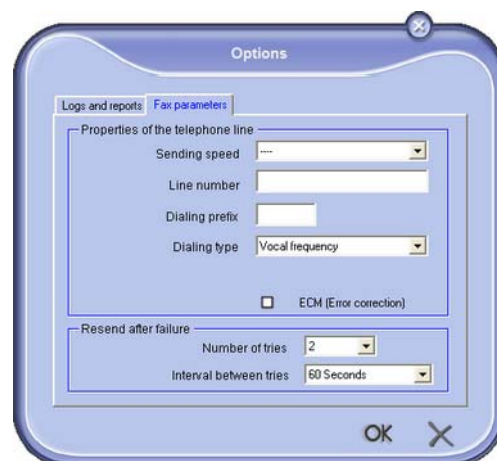 Options
Logs and reports Fax parameters
Properties of the telephone line
Sending speed ----
Line number
Dialing prefix
Dialing type Vocal frequency
ECM (Error correction)
Resend after failure
Number of tries 2
Interval between tries 60 Seconds
OK